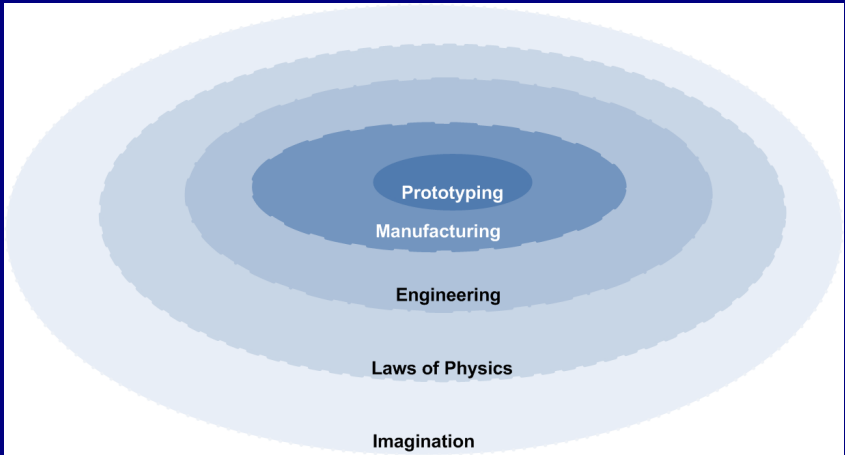 Prototyping
Manufacturing
Engineering
Laws of Physics
Imagination